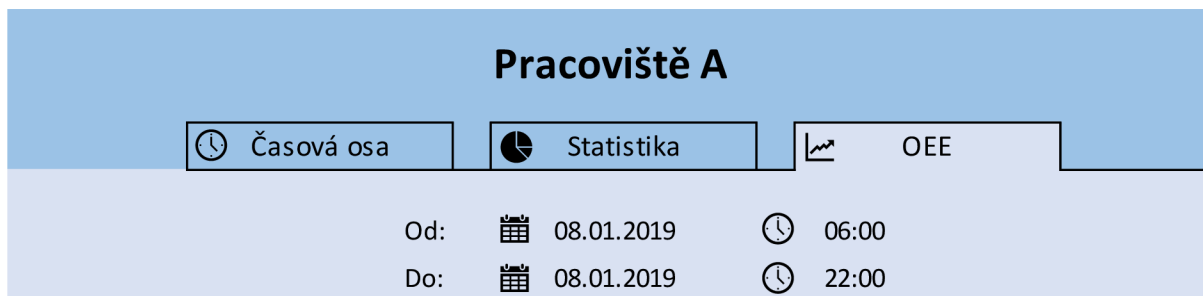 Pracoviště A
Časová osa Statistika OEE
Od: 08.01.2019 06:00
Do: 08.01.2019 22:00